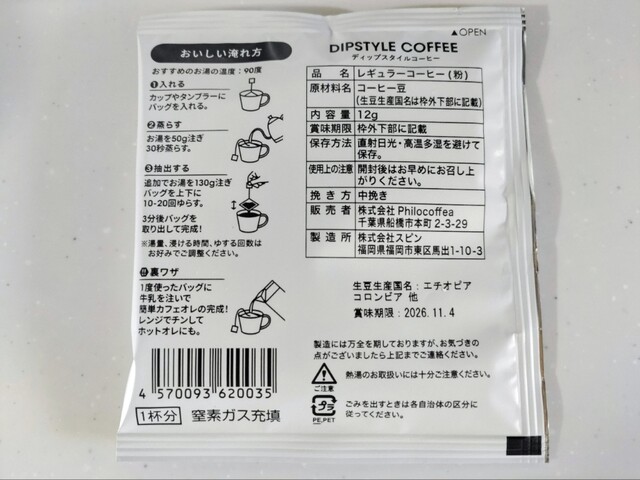 ▲OPEN
DIPSTYLE COFFEE
ディップスタイルコーヒー
おいしい淹れ方
おすすめのお湯の温度：90度
①入れる
カップやタンブラーに
バッグを入れる。
②蒸らす
お湯を50g注ぎ
30秒蒸らす。
③抽出する
追加でお湯を130g注ぎ
バッグを上下に
10-20回ゆらす。
3分後バッグを
取り出して完成！
※湯量、浸ける時間、ゆする回数は
お好みでご調整ください。
裏ワザ
1度使ったバッグに
牛乳を注いで
簡単カフェオレの完成！
レンジでチンして
ホットオレにも。
4 570093 620035
1杯分 窒素ガス充填
品名 レギュラーコーヒー（粉）
原材料名 コーヒー豆
（生豆生産国名は枠外下部に記載）
内容量 12g
賞味期限 枠外下部に記載
保存方法 直射日光・高温多湿を避けて
保存。
使用上の注意 開封後はお早めにお召し上
がりください。
挽き方 中挽き
販売者 株式会社 Philocoffea
千葉県船橋市本町2-3-29
製造所 株式会社スピン
福岡県福岡市東区馬出1-10-3
生豆生産国名：エチオピア
コロンビア 他
賞味期限：2026.11.4
製造には万全を期しておりますが、お気づきの
点がございましたら上記までご連絡ください。
ご注意
熱湯のお取扱いには十分ご注意ください。
プラ
PE,PET
ごみを出すときは各自治体の区分に
従ってください。